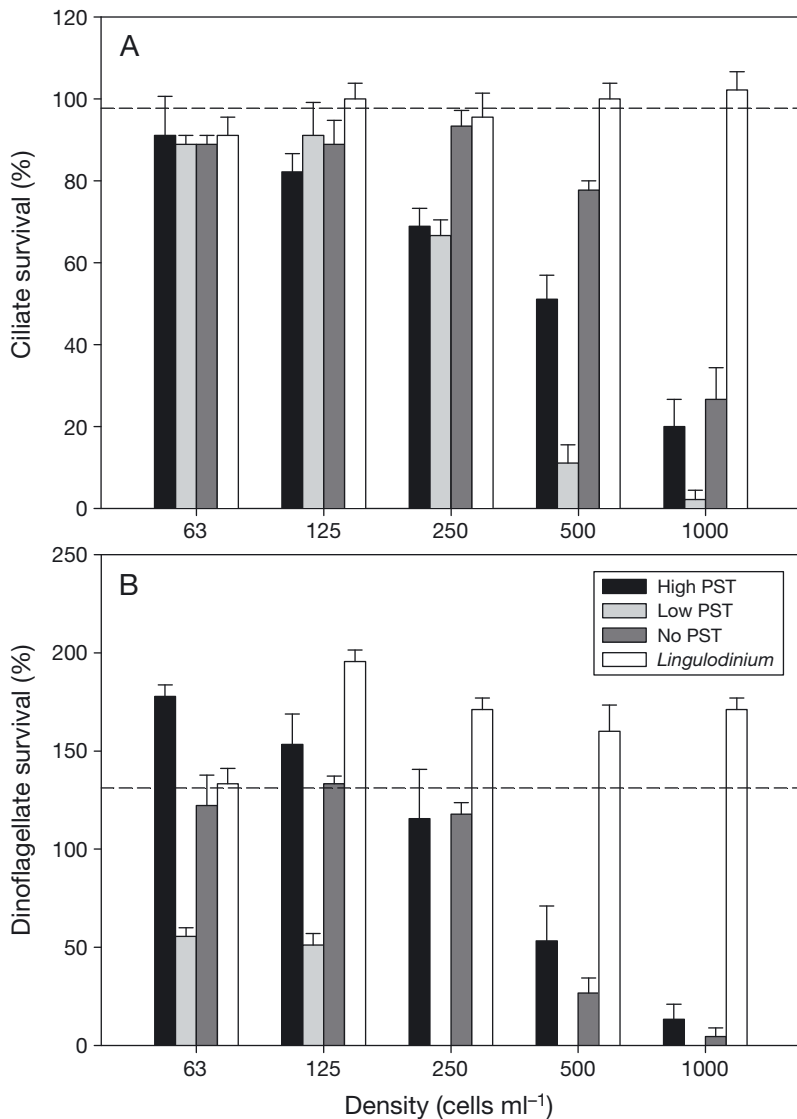 A
120
100
80
60
40
20
0
Ciliate survival (%)
63 125 250 500 1000
B
250
200
150
100
50
0
Dinoflagellate survival (%)
High PST
Low PST
No PST
Lingulodinium
63 125 250 500 1000
Density (cells ml⁻¹)